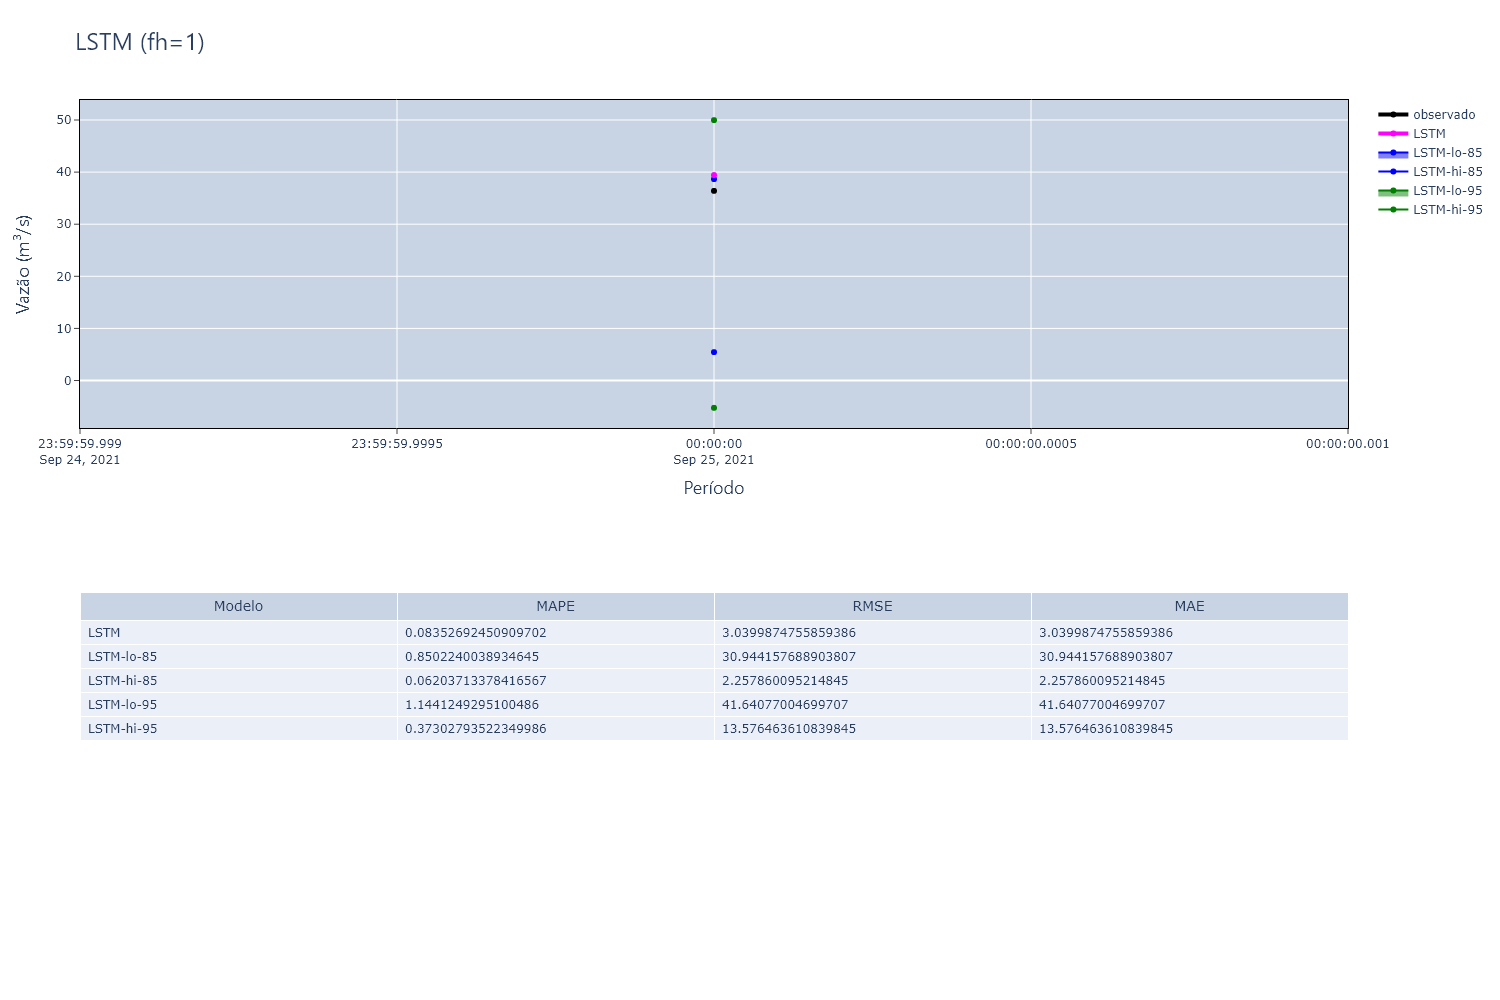 LSTM (fh=1)
50
40
30
20
10
0
Vazão (m³/s)
23:59:59.999
Sep 24, 2021
23:59:59.9995
00:00:00
Sep 25, 2021
00:00:00.0005
00:00:00.001
Período
observado
LSTM
LSTM-lo-85
LSTM-hi-85
LSTM-lo-95
LSTM-hi-95
Modelo MAPE RMSE MAE
LSTM 0.08352692450909702 3.0399874755859386 3.0399874755859386
LSTM-lo-85 0.8502240038934645 30.944157688903807 30.944157688903807
LSTM-hi-85 0.06203713378416567 2.257860095214845 2.257860095214845
LSTM-lo-95 1.1441249295100486 41.64077004699707 41.64077004699707
LSTM-hi-95 0.37302793522349986 13.576463610839845 13.576463610839845